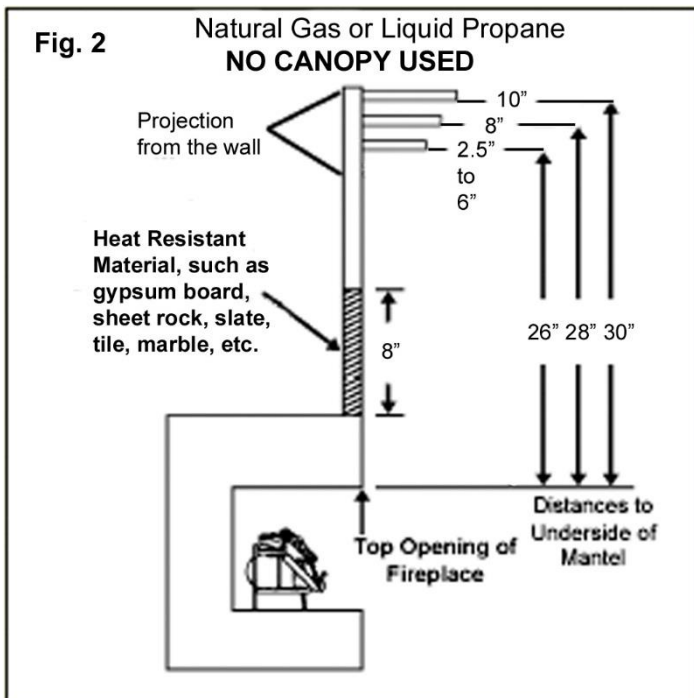 Fig. 2
Natural Gas or Liquid Propane
NO CANOPY USED
Projection
from the wall
10”
8”
2.5”
to
6”
Heat Resistant
Material, such as
gypsum board,
sheet rock, slate,
tile, marble, etc.
8”
26” 28” 30”
Top Opening of
Fireplace
Distances to
Underside of
Mantel